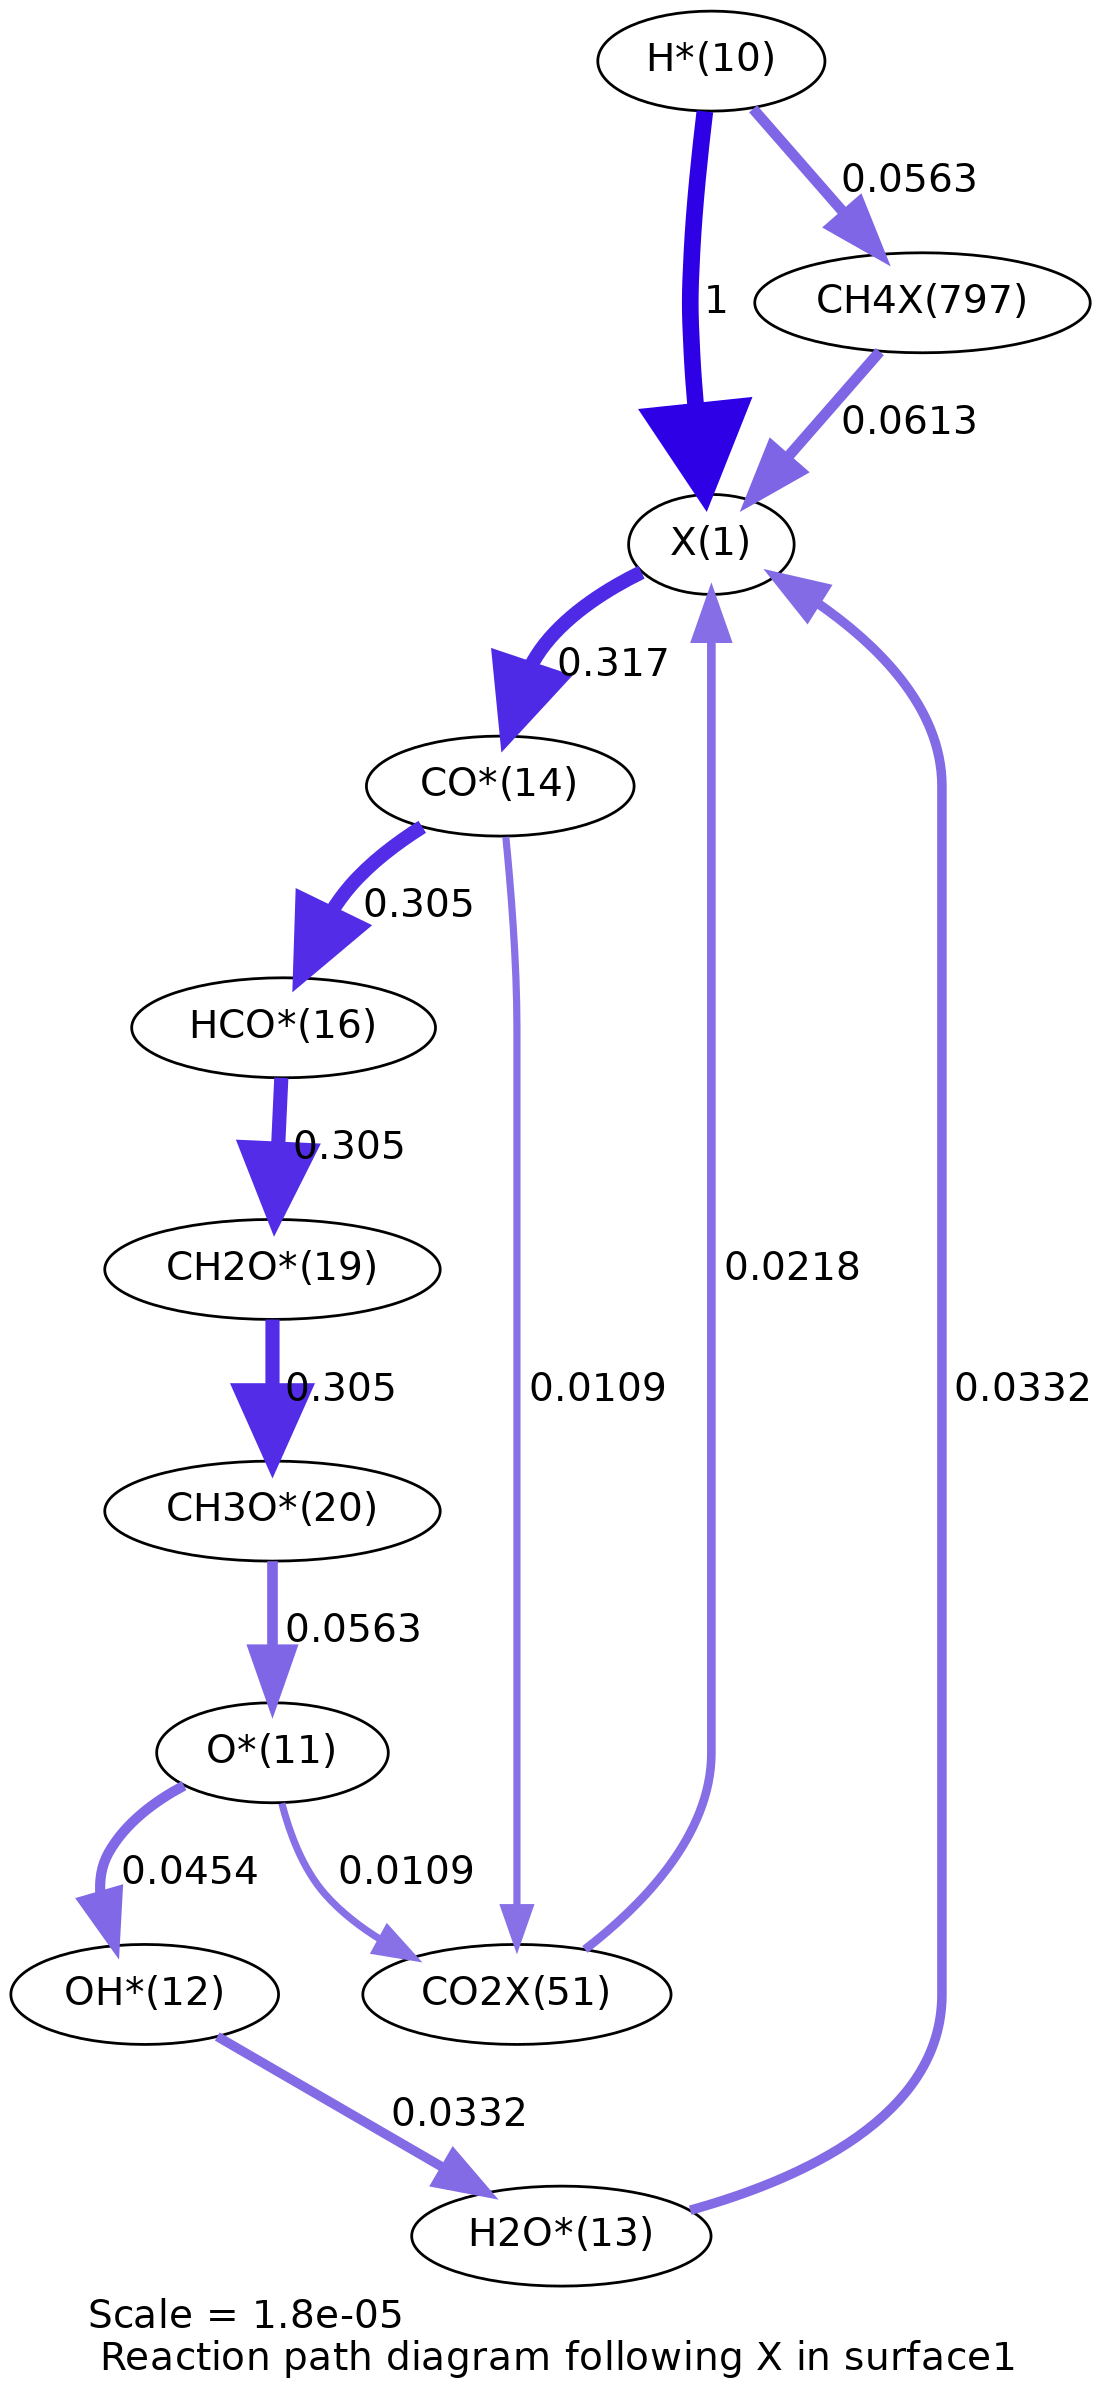 H*(10)
0.0563
CH4X(797)
1
0.0613
X(1)
0.317
CO*(14)
0.305
HCO*(16)
0.305
CH2O*(19)
0.0218
0.305
0.0109
0.0332
CH3O*(20)
0.0563
O*(11)
0.0454
0.0109
OH*(12)
CO2X(51)
0.0332
H2O*(13)
Scale = 1.8e-05
Reaction path diagram following X in surface1